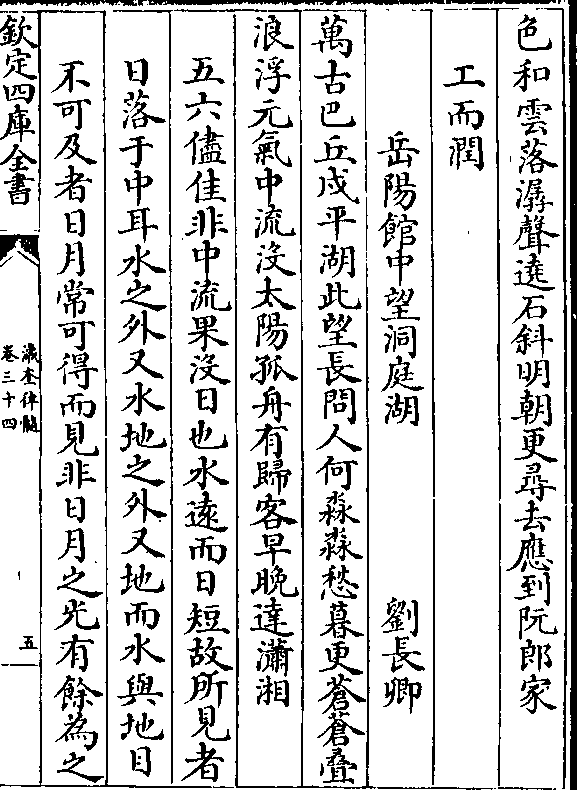 色和雲落潺聲遶石斜明朝更尋去應到阮郎家
工而潤
岳陽館中望洞庭湖 劉長卿
萬古巴丘戍平湖此望長問人何淼淼愁暮更蒼蒼疊
浪浮元氣中流沒太陽孤舟有歸客早晚達瀟湘
五六儘佳非中流果沒日也水遠而日短故所見者
日落于中耳水之外又水地之外又地而水與地目
不可及者日月常可得而見非日月之光有餘為之
欽定四庫全書
瀛奎律髓
卷三十四
五